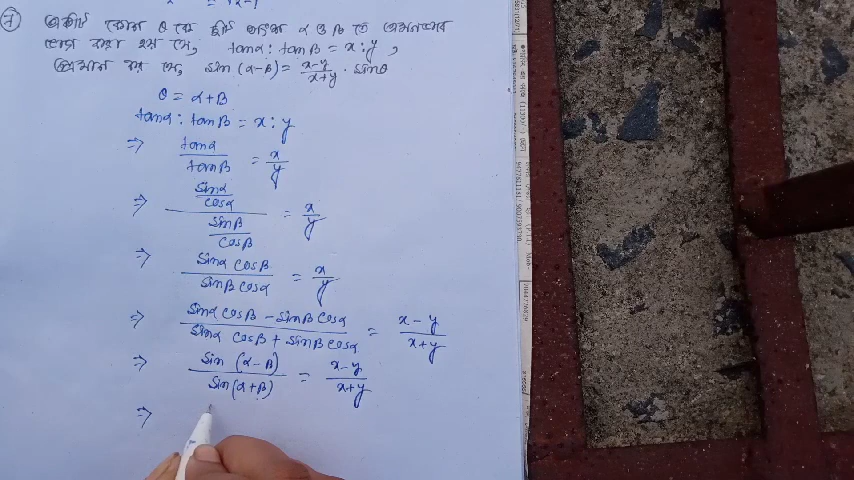 ⑦ একটি কোন θ কে দুটি অংশে α ও β তে এমনভাবে
ভাগ করা হয় যে, tanα : tanβ = x : y ,
প্রমান কর যে, sin (α-β) = x-y/x+y . sinθ
θ = α+β
tanα : tanβ = x : y
⇒ tanα/tanβ = x/y
⇒ (sinα/cosα)/(sinβ/cosβ) = x/y
⇒ sinα cosβ/sinβ cosα = x/y
⇒ sinα cosβ - sinβ cosα/sinα cosβ + sinβ cosα = x-y/x+y
⇒ sin (α-β)/sin (α+β) = x-y/x+y
⇒